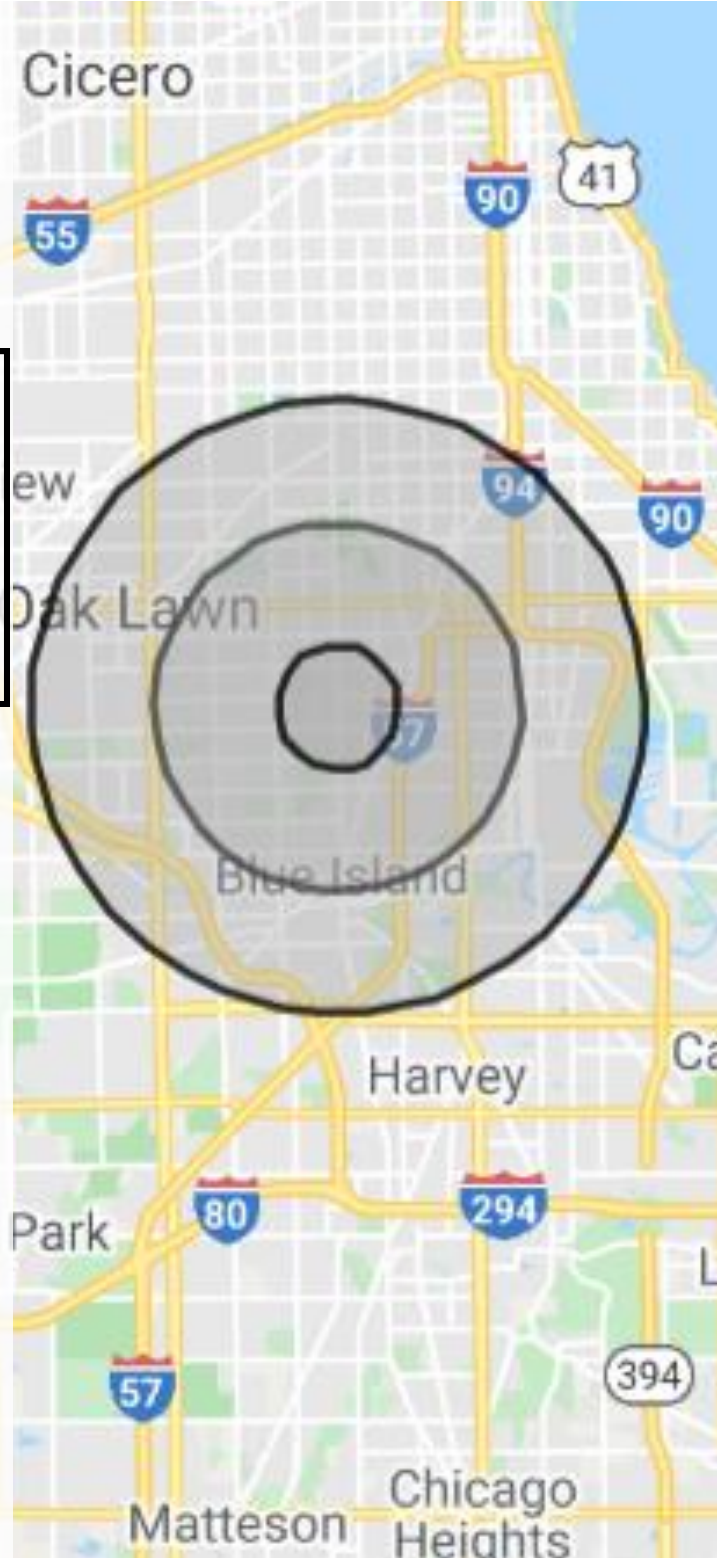 Cicero
41
90
55
ew
94
90
Oak Lawn
57
Blue Island
Ca
Harvey
80
294
Park
L
394
57
Chicago
Heights
Matteson